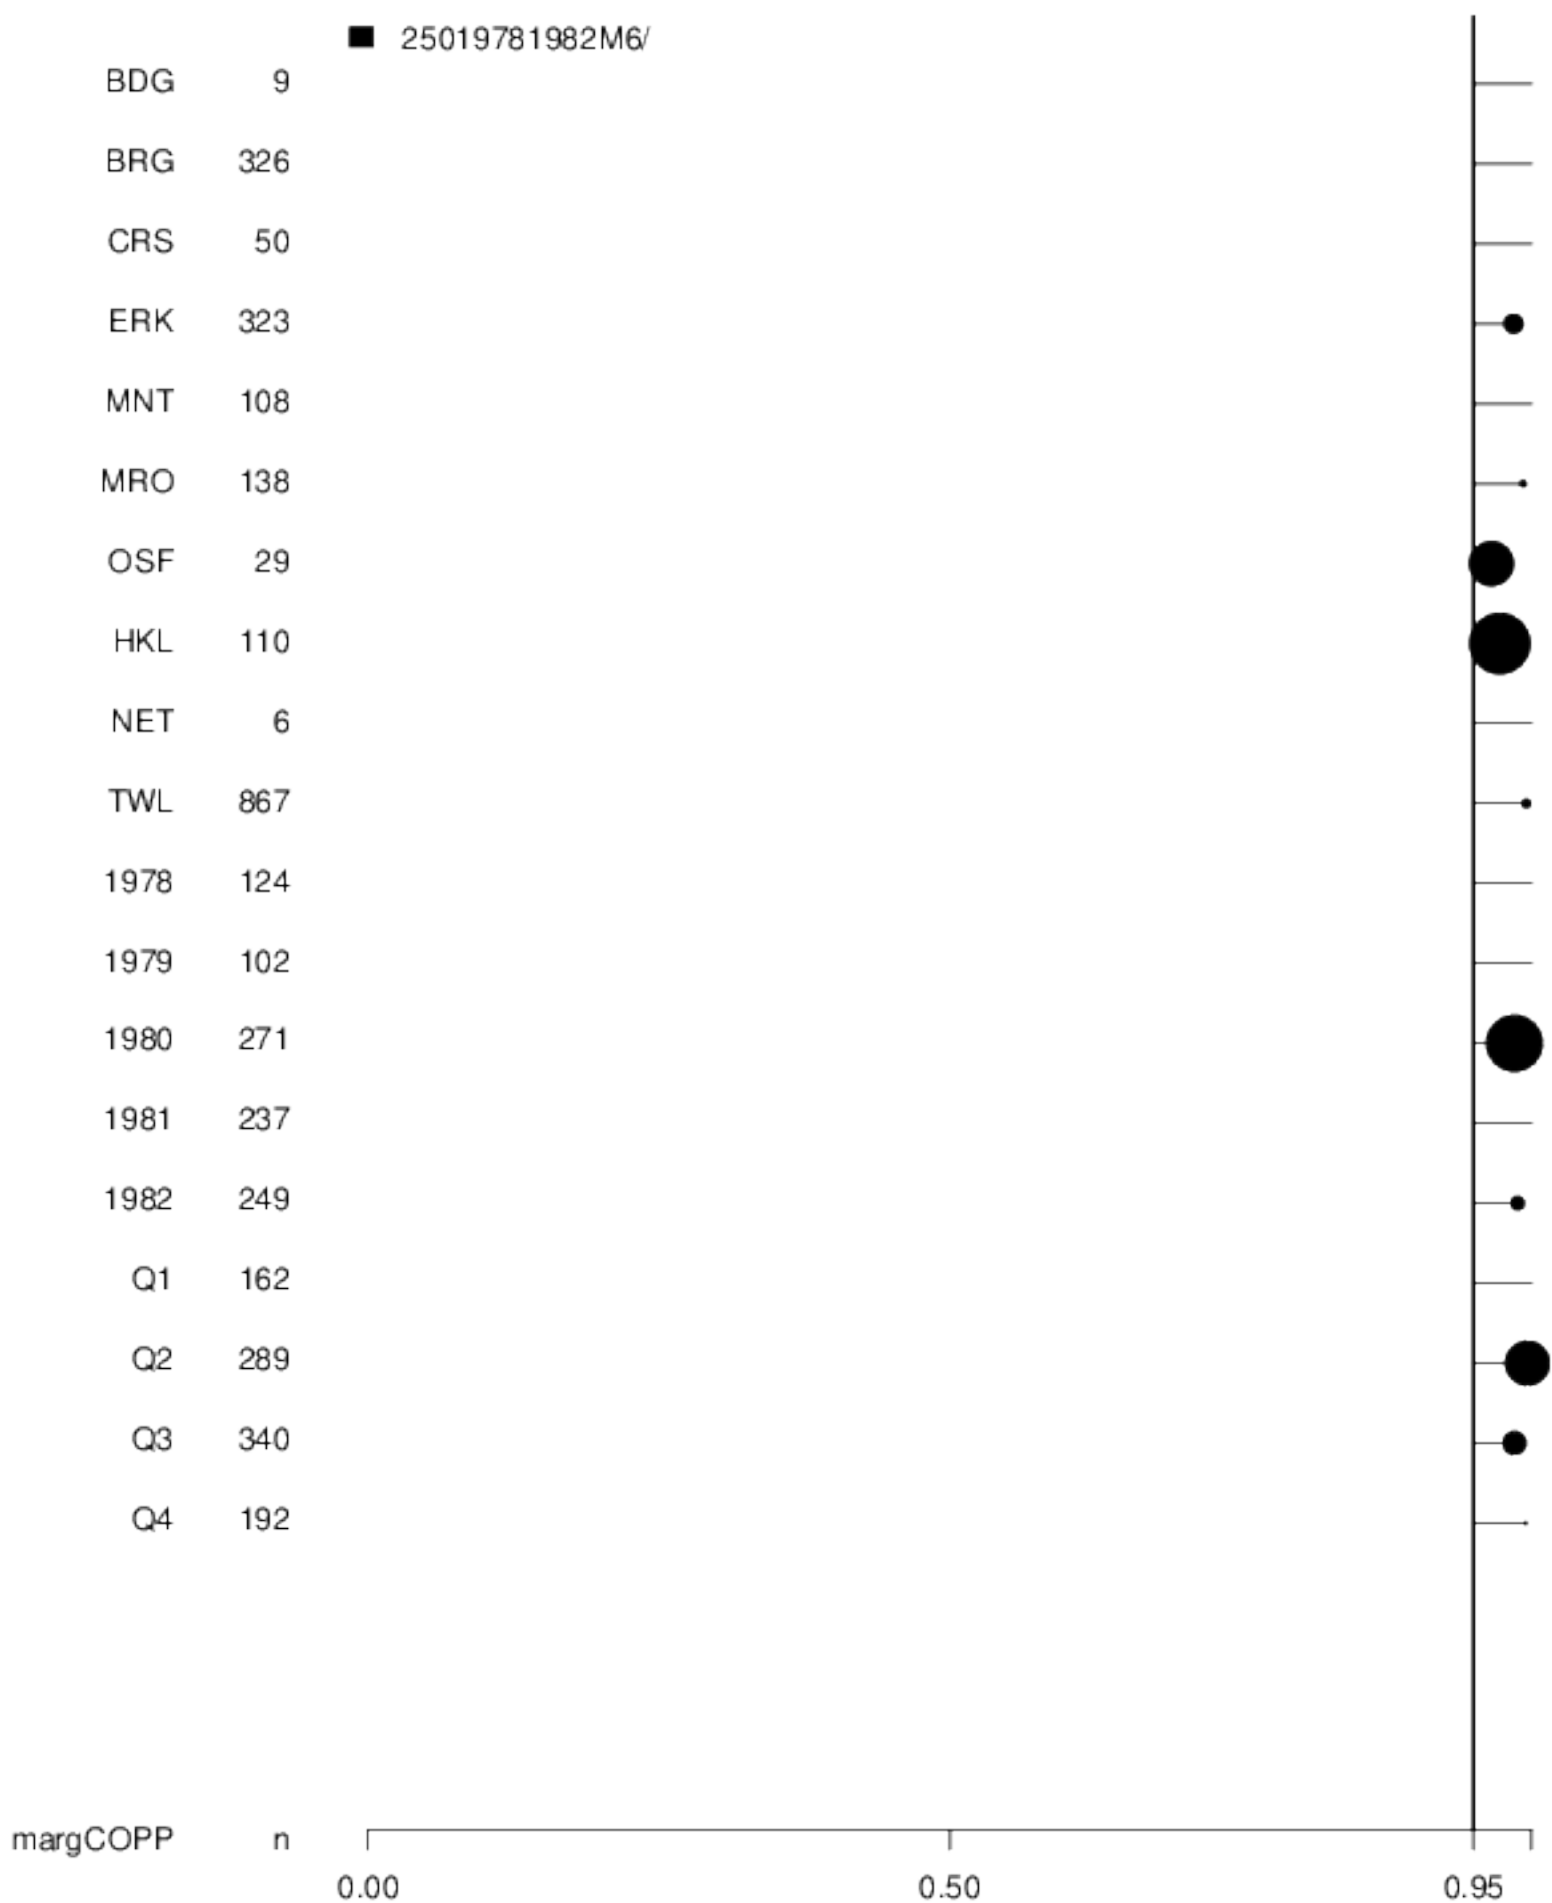 25019781982M6/
BDG 9
BRG 326
CRS 50
ERK 323
MNT 108
MRO 138
OSF 29
HKL 110
NET 6
TWL 867
1978 124
1979 102
1980 271
1981 237
1982 249
Q1 162
Q2 289
Q3 340
Q4 192
margCOPP n
0.00 0.50 0.95